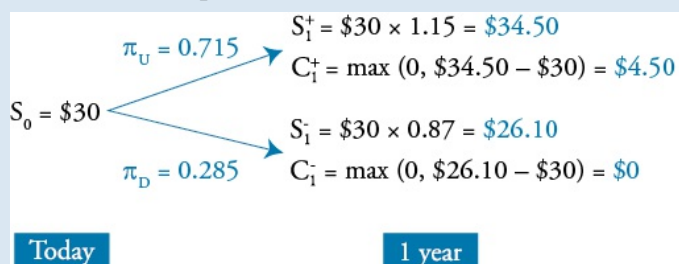 S₁⁺ = $30 × 1.15 = $34.50
π_U = 0.715
C₁⁺ = max (0, $34.50 – $30) = $4.50
S₀ = $30
S₁⁻ = $30 × 0.87 = $26.10
π_D = 0.285
C₁⁻ = max (0, $26.10 – $30) = $0
Today
1 year